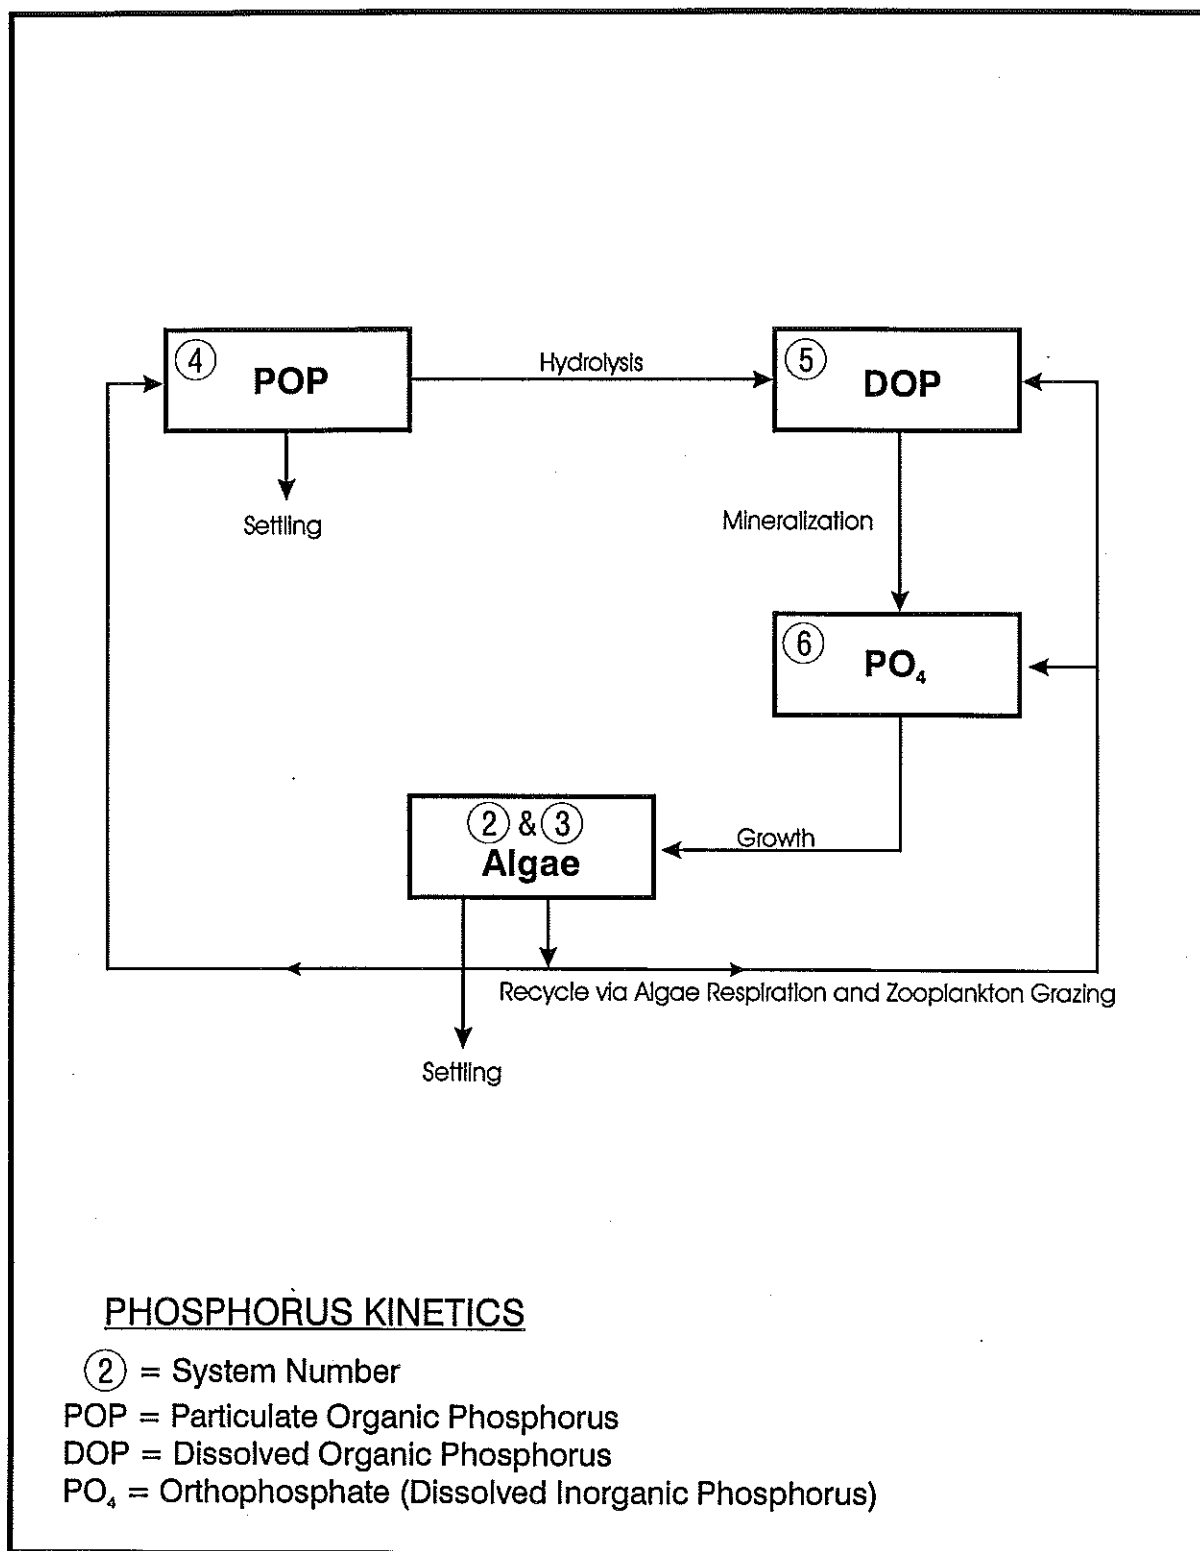 ④
POP
Hydrolysis
⑤
DOP
Settling
Mineralization
⑥
PO₄
② & ③
Algae
Growth
Recycle via Algae Respiration and Zooplankton Grazing
Settling
PHOSPHORUS KINETICS
② = System Number
POP = Particulate Organic Phosphorus
DOP = Dissolved Organic Phosphorus
PO₄ = Orthophosphate (Dissolved Inorganic Phosphorus)